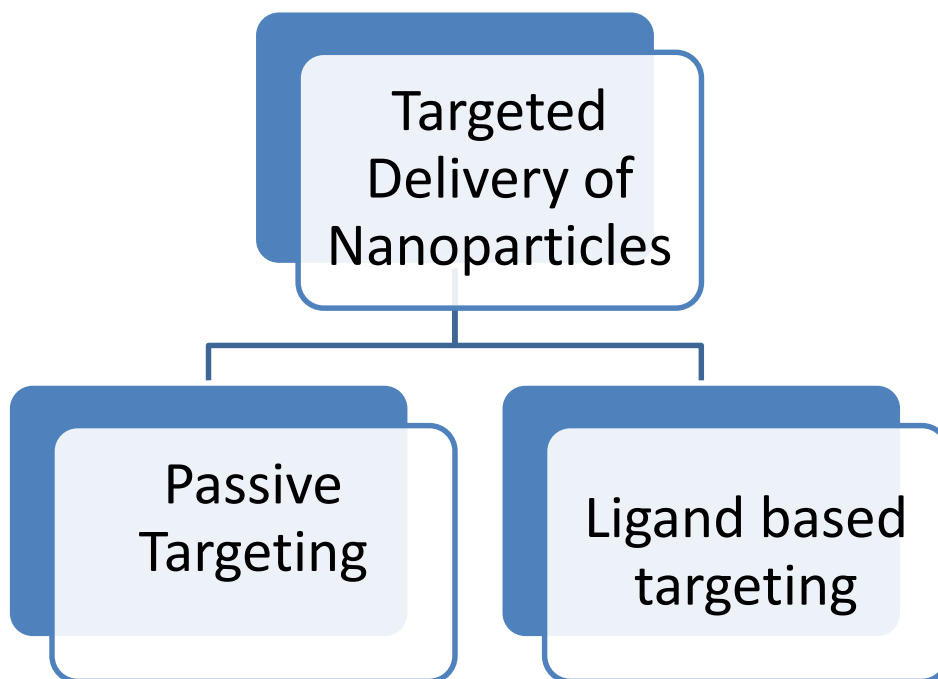 Targeted
Delivery of
Nanoparticles
Passive
Targeting
Ligand based
targeting